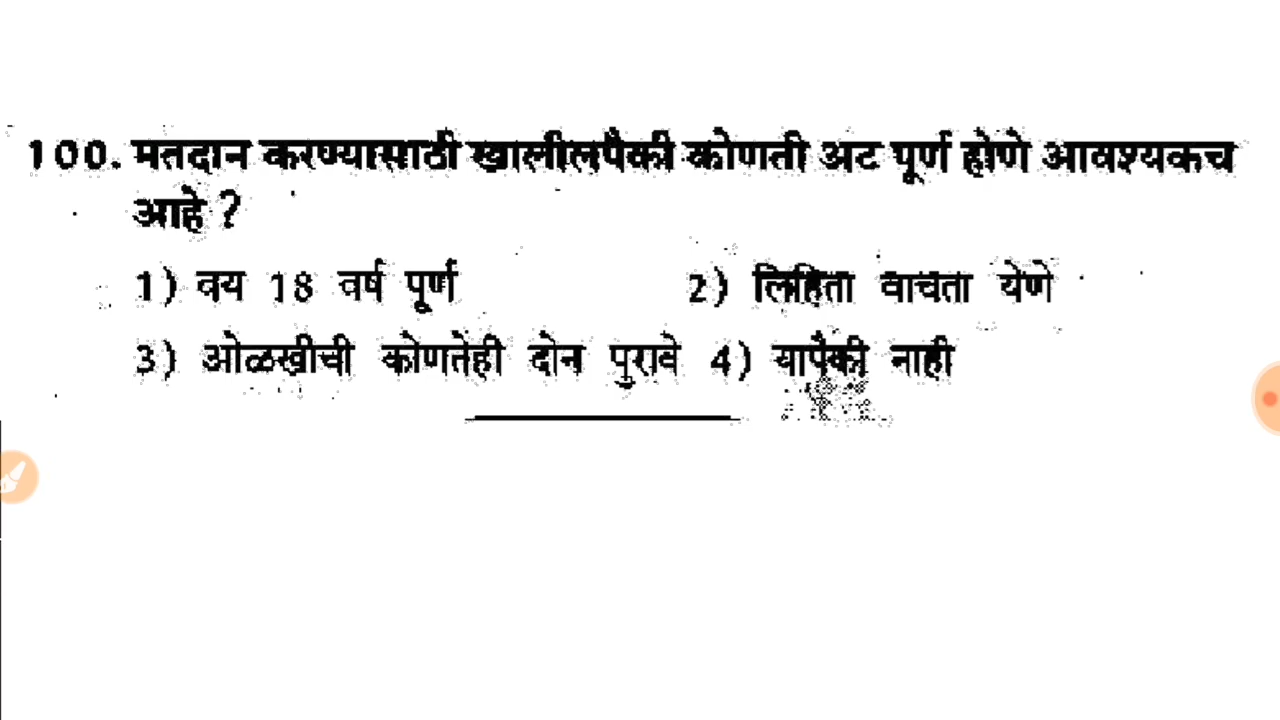 100. मतदान करण्यासाठी खालीलपैकी कोणती अट पूर्ण होणे आवश्यकच
आहे ?
1) वय 18 वर्ष पूर्ण 2) लिहिता वाचता येणे
3) ओळखीची कोणतेही दोन पुरावे 4) यापैकी नाही